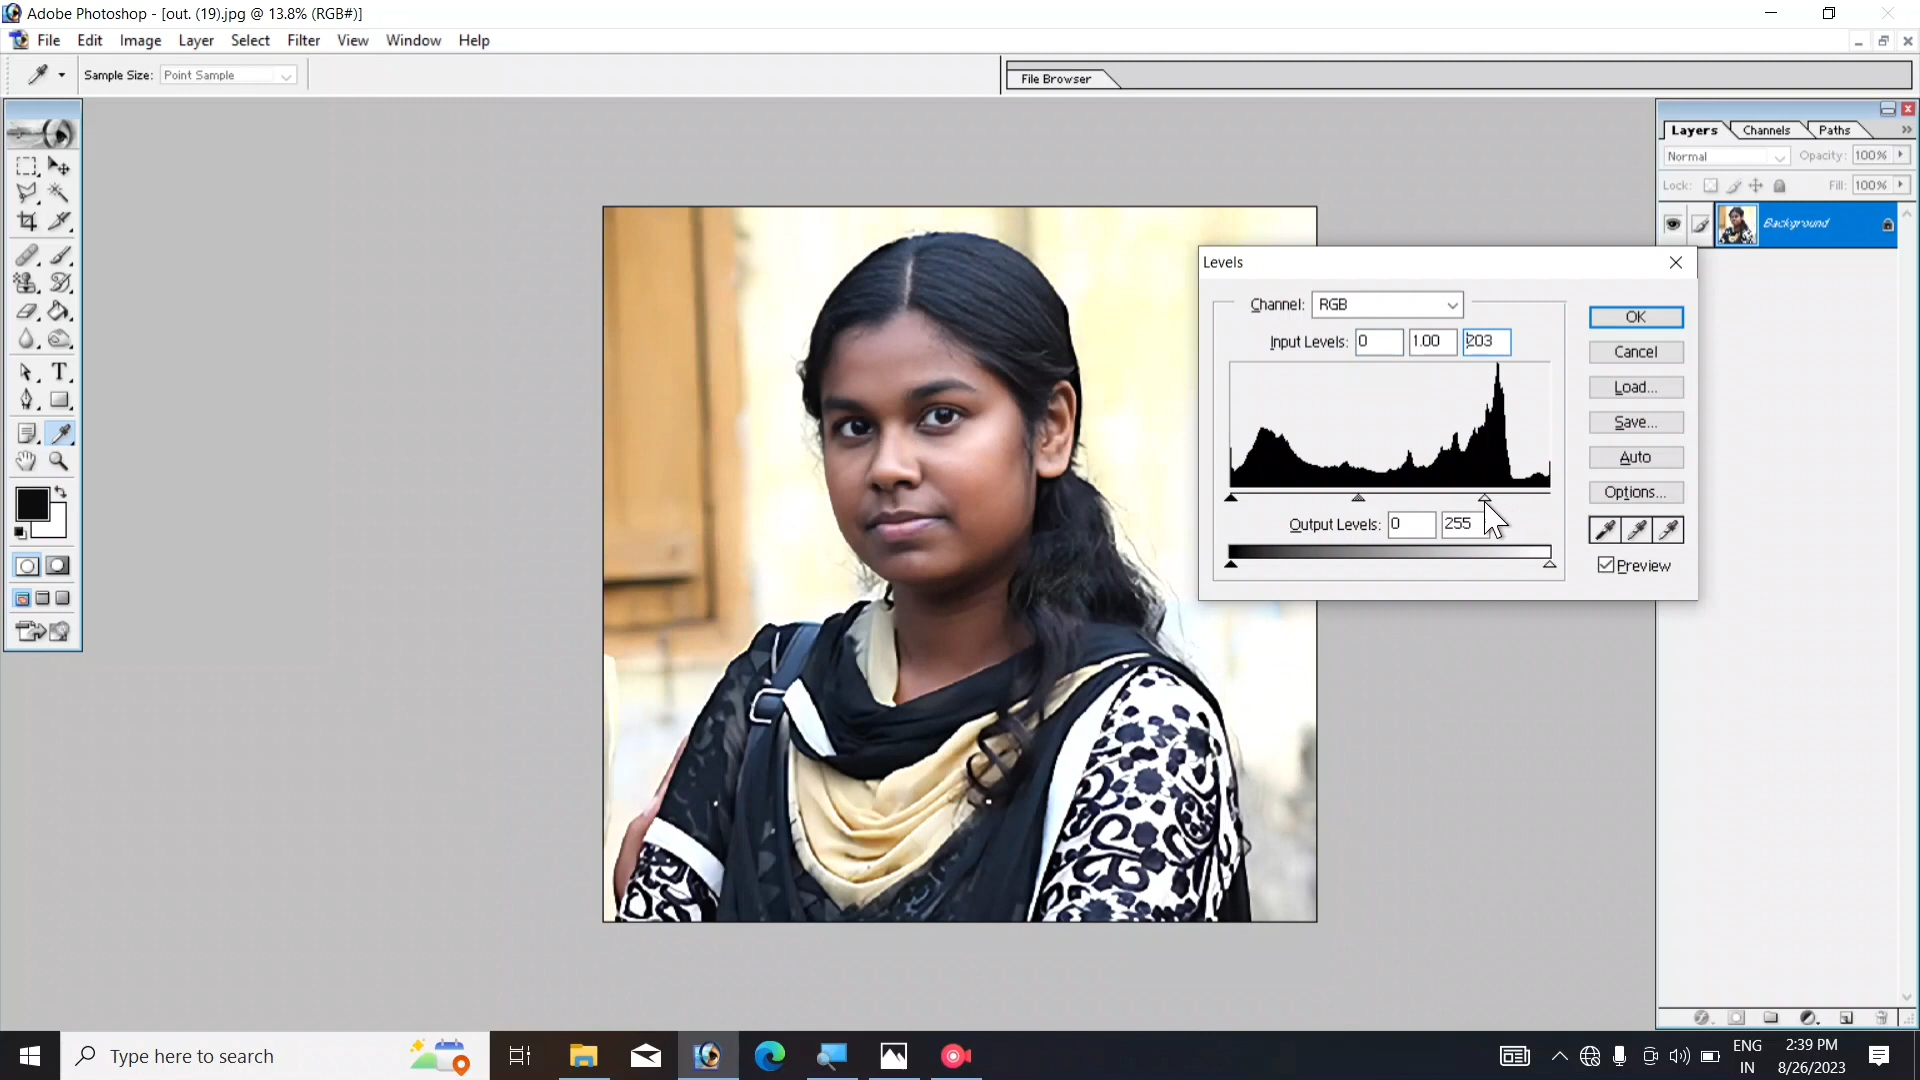 Adobe Photoshop - [out. (19).jpg @ 13.8% (RGB#)]
File Edit Image Layer Select Filter View Window Help
Sample Size: Point Sample
File Browser
Layers Channels Paths
Normal Opacity: 100%
Lock: Fill: 100%
Background
Levels
Channel: RGB
Input Levels: 0 1.00 203
Output Levels: 0 255
OK
Cancel
Load...
Save...
Auto
Options...
Preview
T
Type here to search
ENG
IN
2:39 PM
8/26/2023